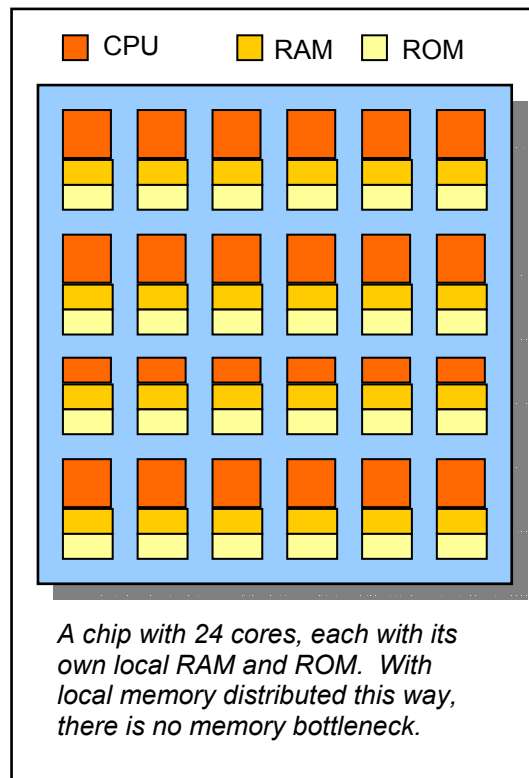 CPU RAM ROM
A chip with 24 cores, each with its
own local RAM and ROM.  With
local memory distributed this way,
there is no memory bottleneck.